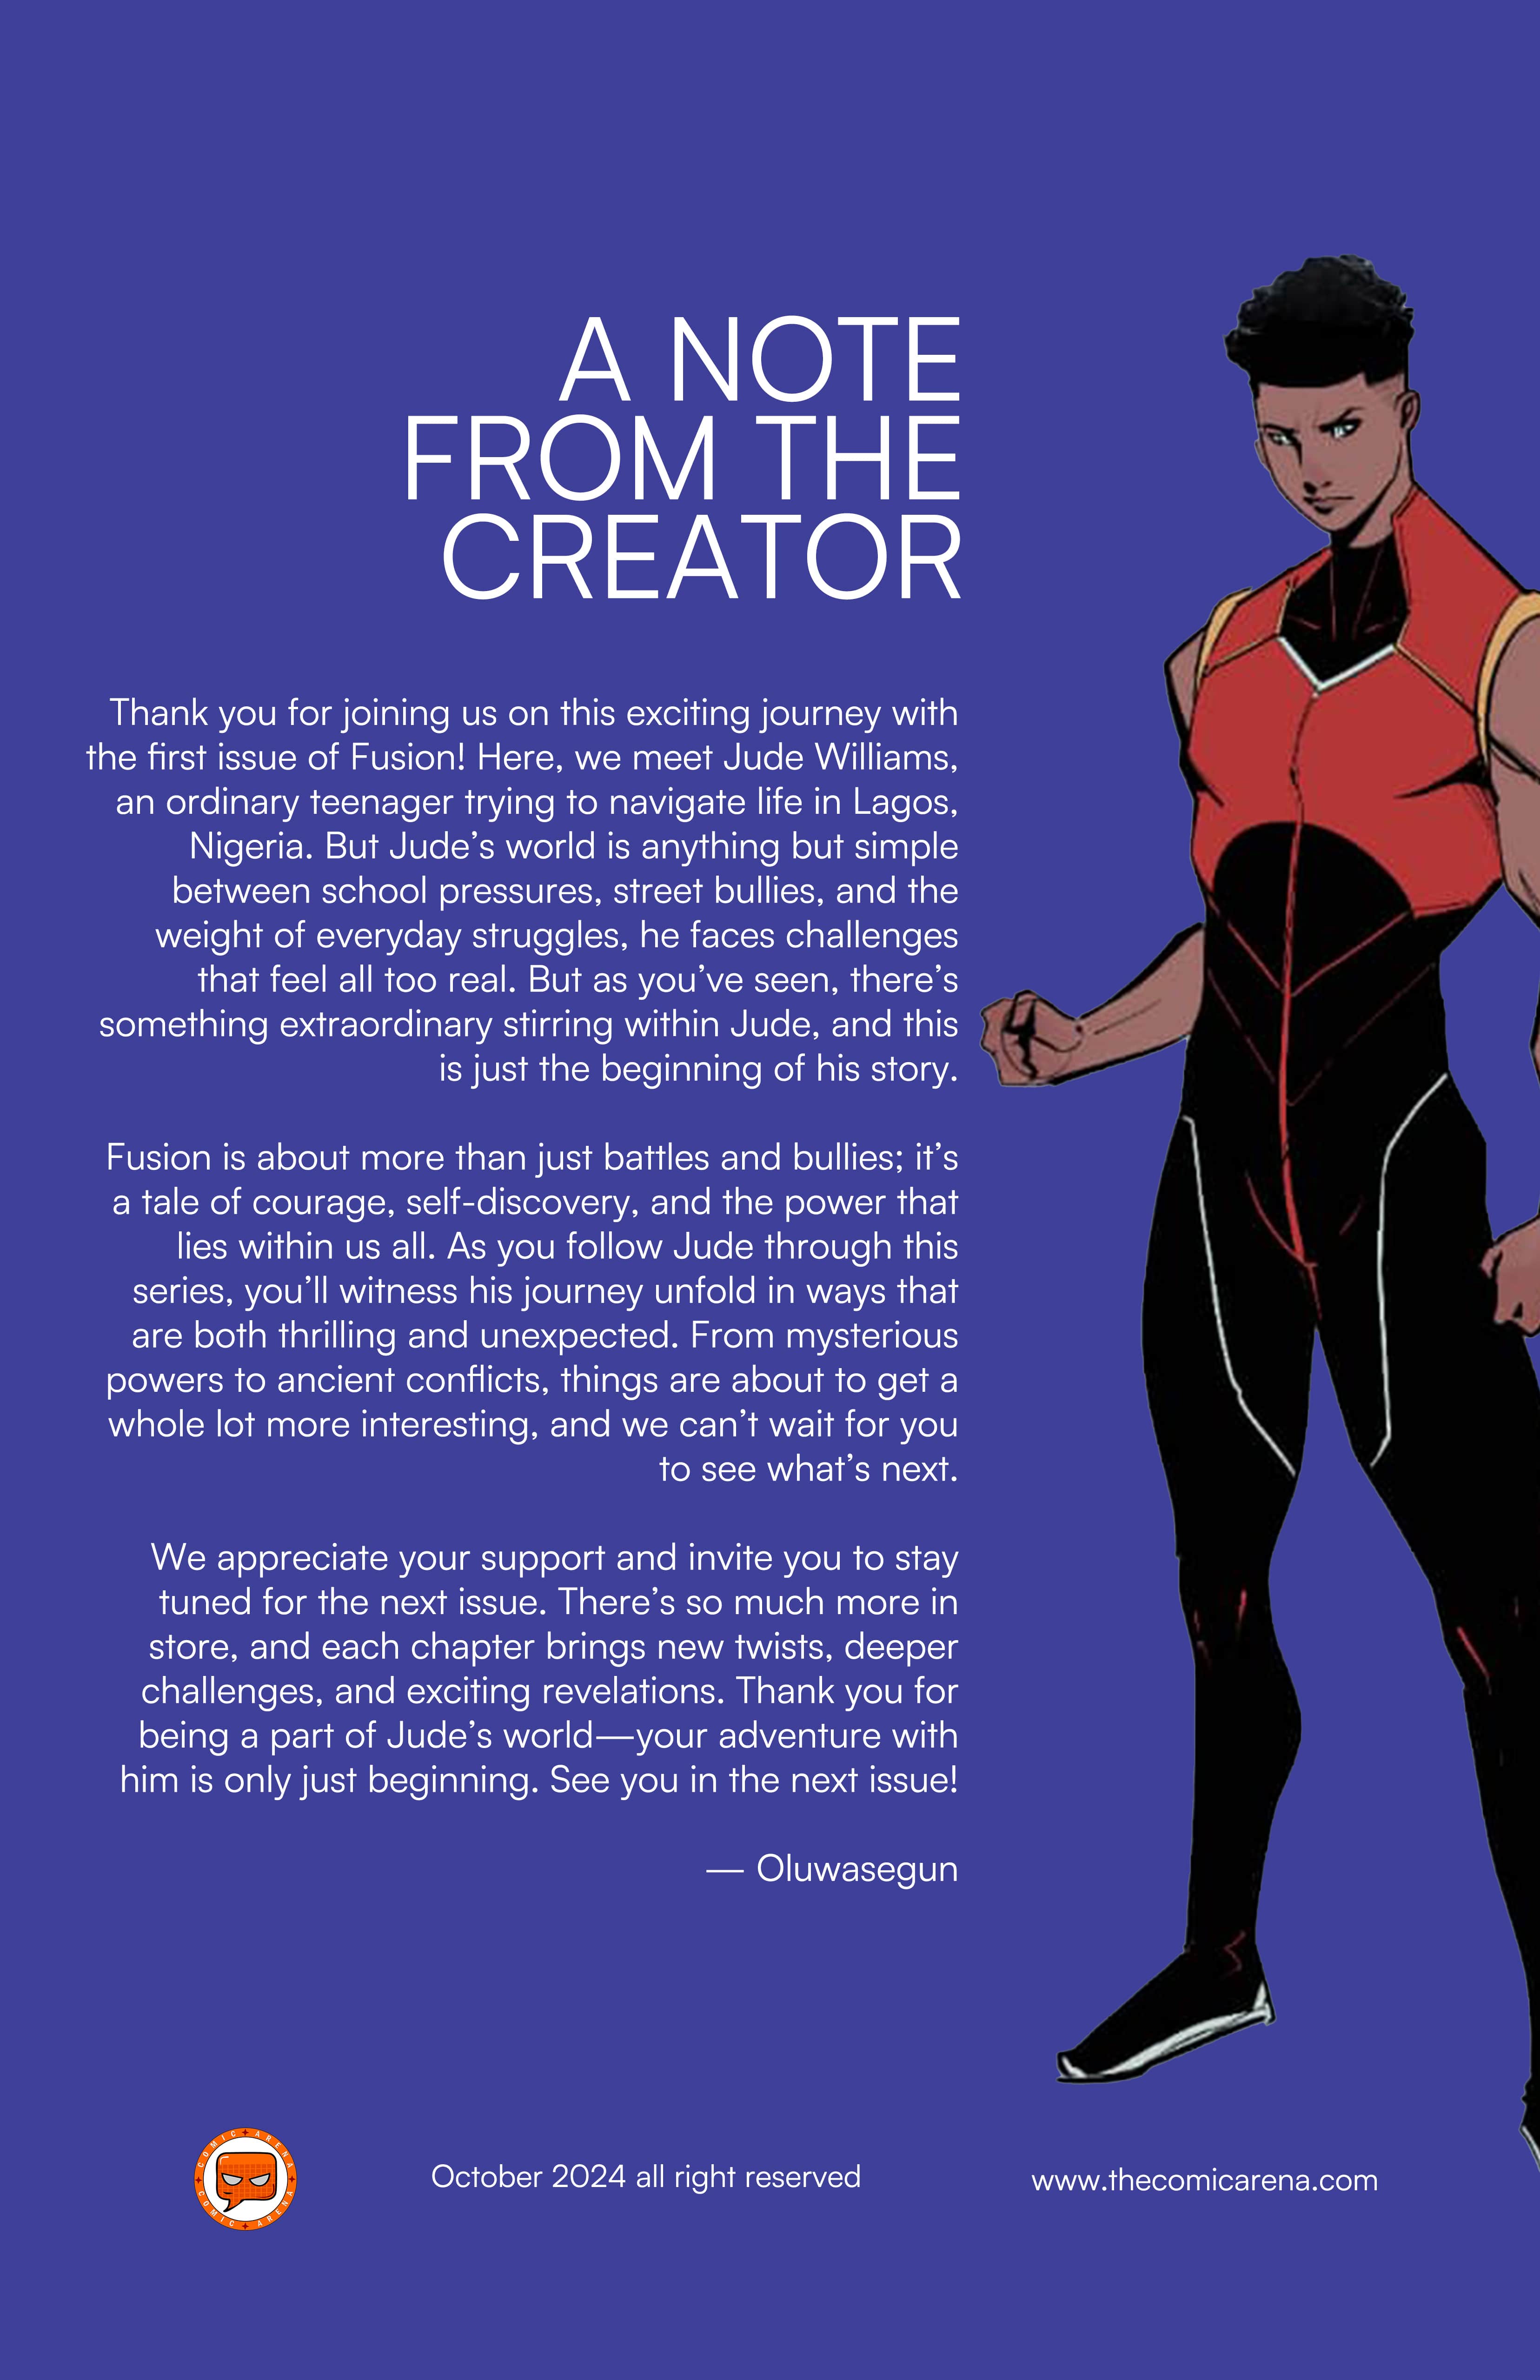 A NOTE
FROM THE
CREATOR
Thank you for joining us on this exciting journey with
the first issue of Fusion! Here, we meet Jude Williams,
an ordinary teenager trying to navigate life in Lagos,
Nigeria. But Jude’s world is anything but simple
between school pressures, street bullies, and the
weight of everyday struggles, he faces challenges
that feel all too real. But as you’ve seen, there’s
something extraordinary stirring within Jude, and this
is just the beginning of his story.
Fusion is about more than just battles and bullies; it’s
a tale of courage, self-discovery, and the power that
lies within us all. As you follow Jude through this
series, you’ll witness his journey unfold in ways that
are both thrilling and unexpected. From mysterious
powers to ancient conflicts, things are about to get a
whole lot more interesting, and we can’t wait for you
to see what’s next.
We appreciate your support and invite you to stay
tuned for the next issue. There’s so much more in
store, and each chapter brings new twists, deeper
challenges, and exciting revelations. Thank you for
being a part of Jude’s world—your adventure with
him is only just beginning. See you in the next issue!
— Oluwasegun
COMIC ARENA
COMIC ARENA
October 2024 all right reserved
www.thecomicarena.com